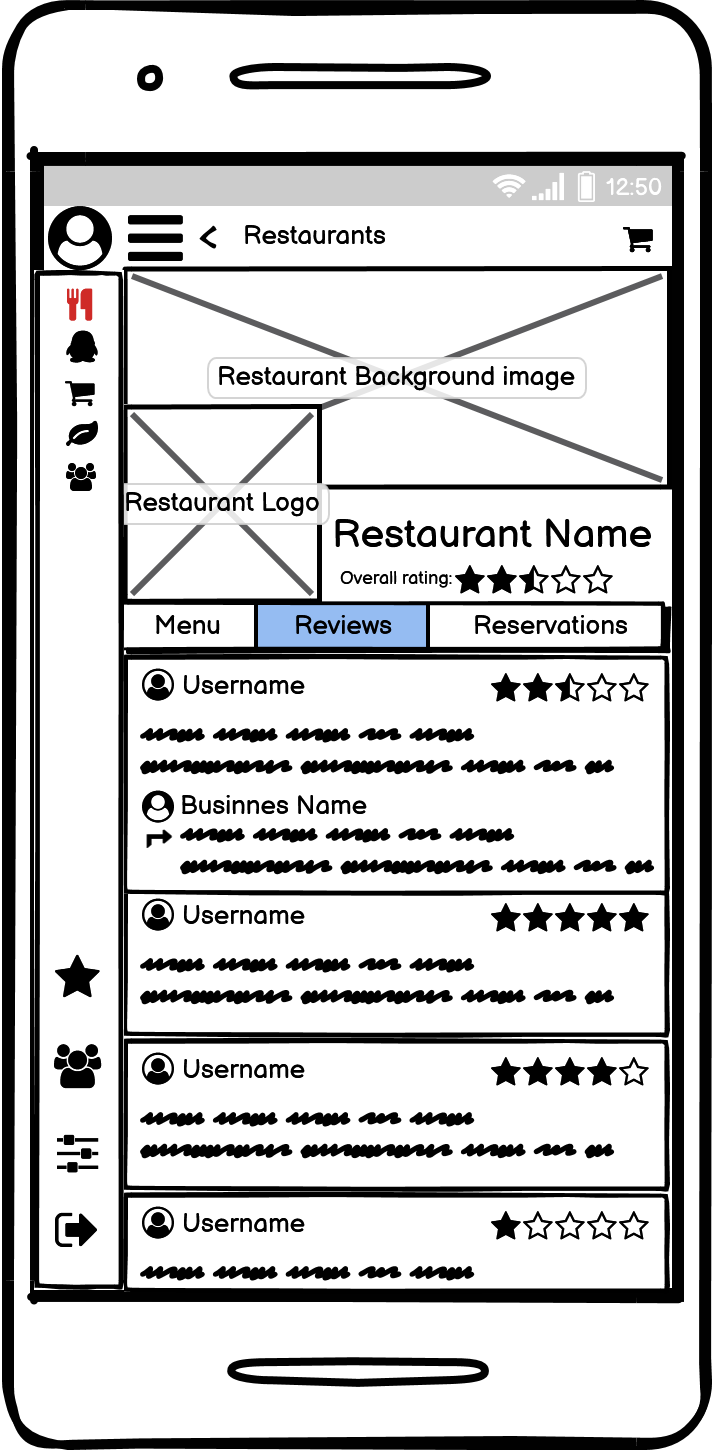 12:50
Restaurants
Restaurant Background image
Restaurant Logo
Restaurant Name
Overall rating:
Menu Reviews Reservations
Username
Businnes Name
Username
Username
Username